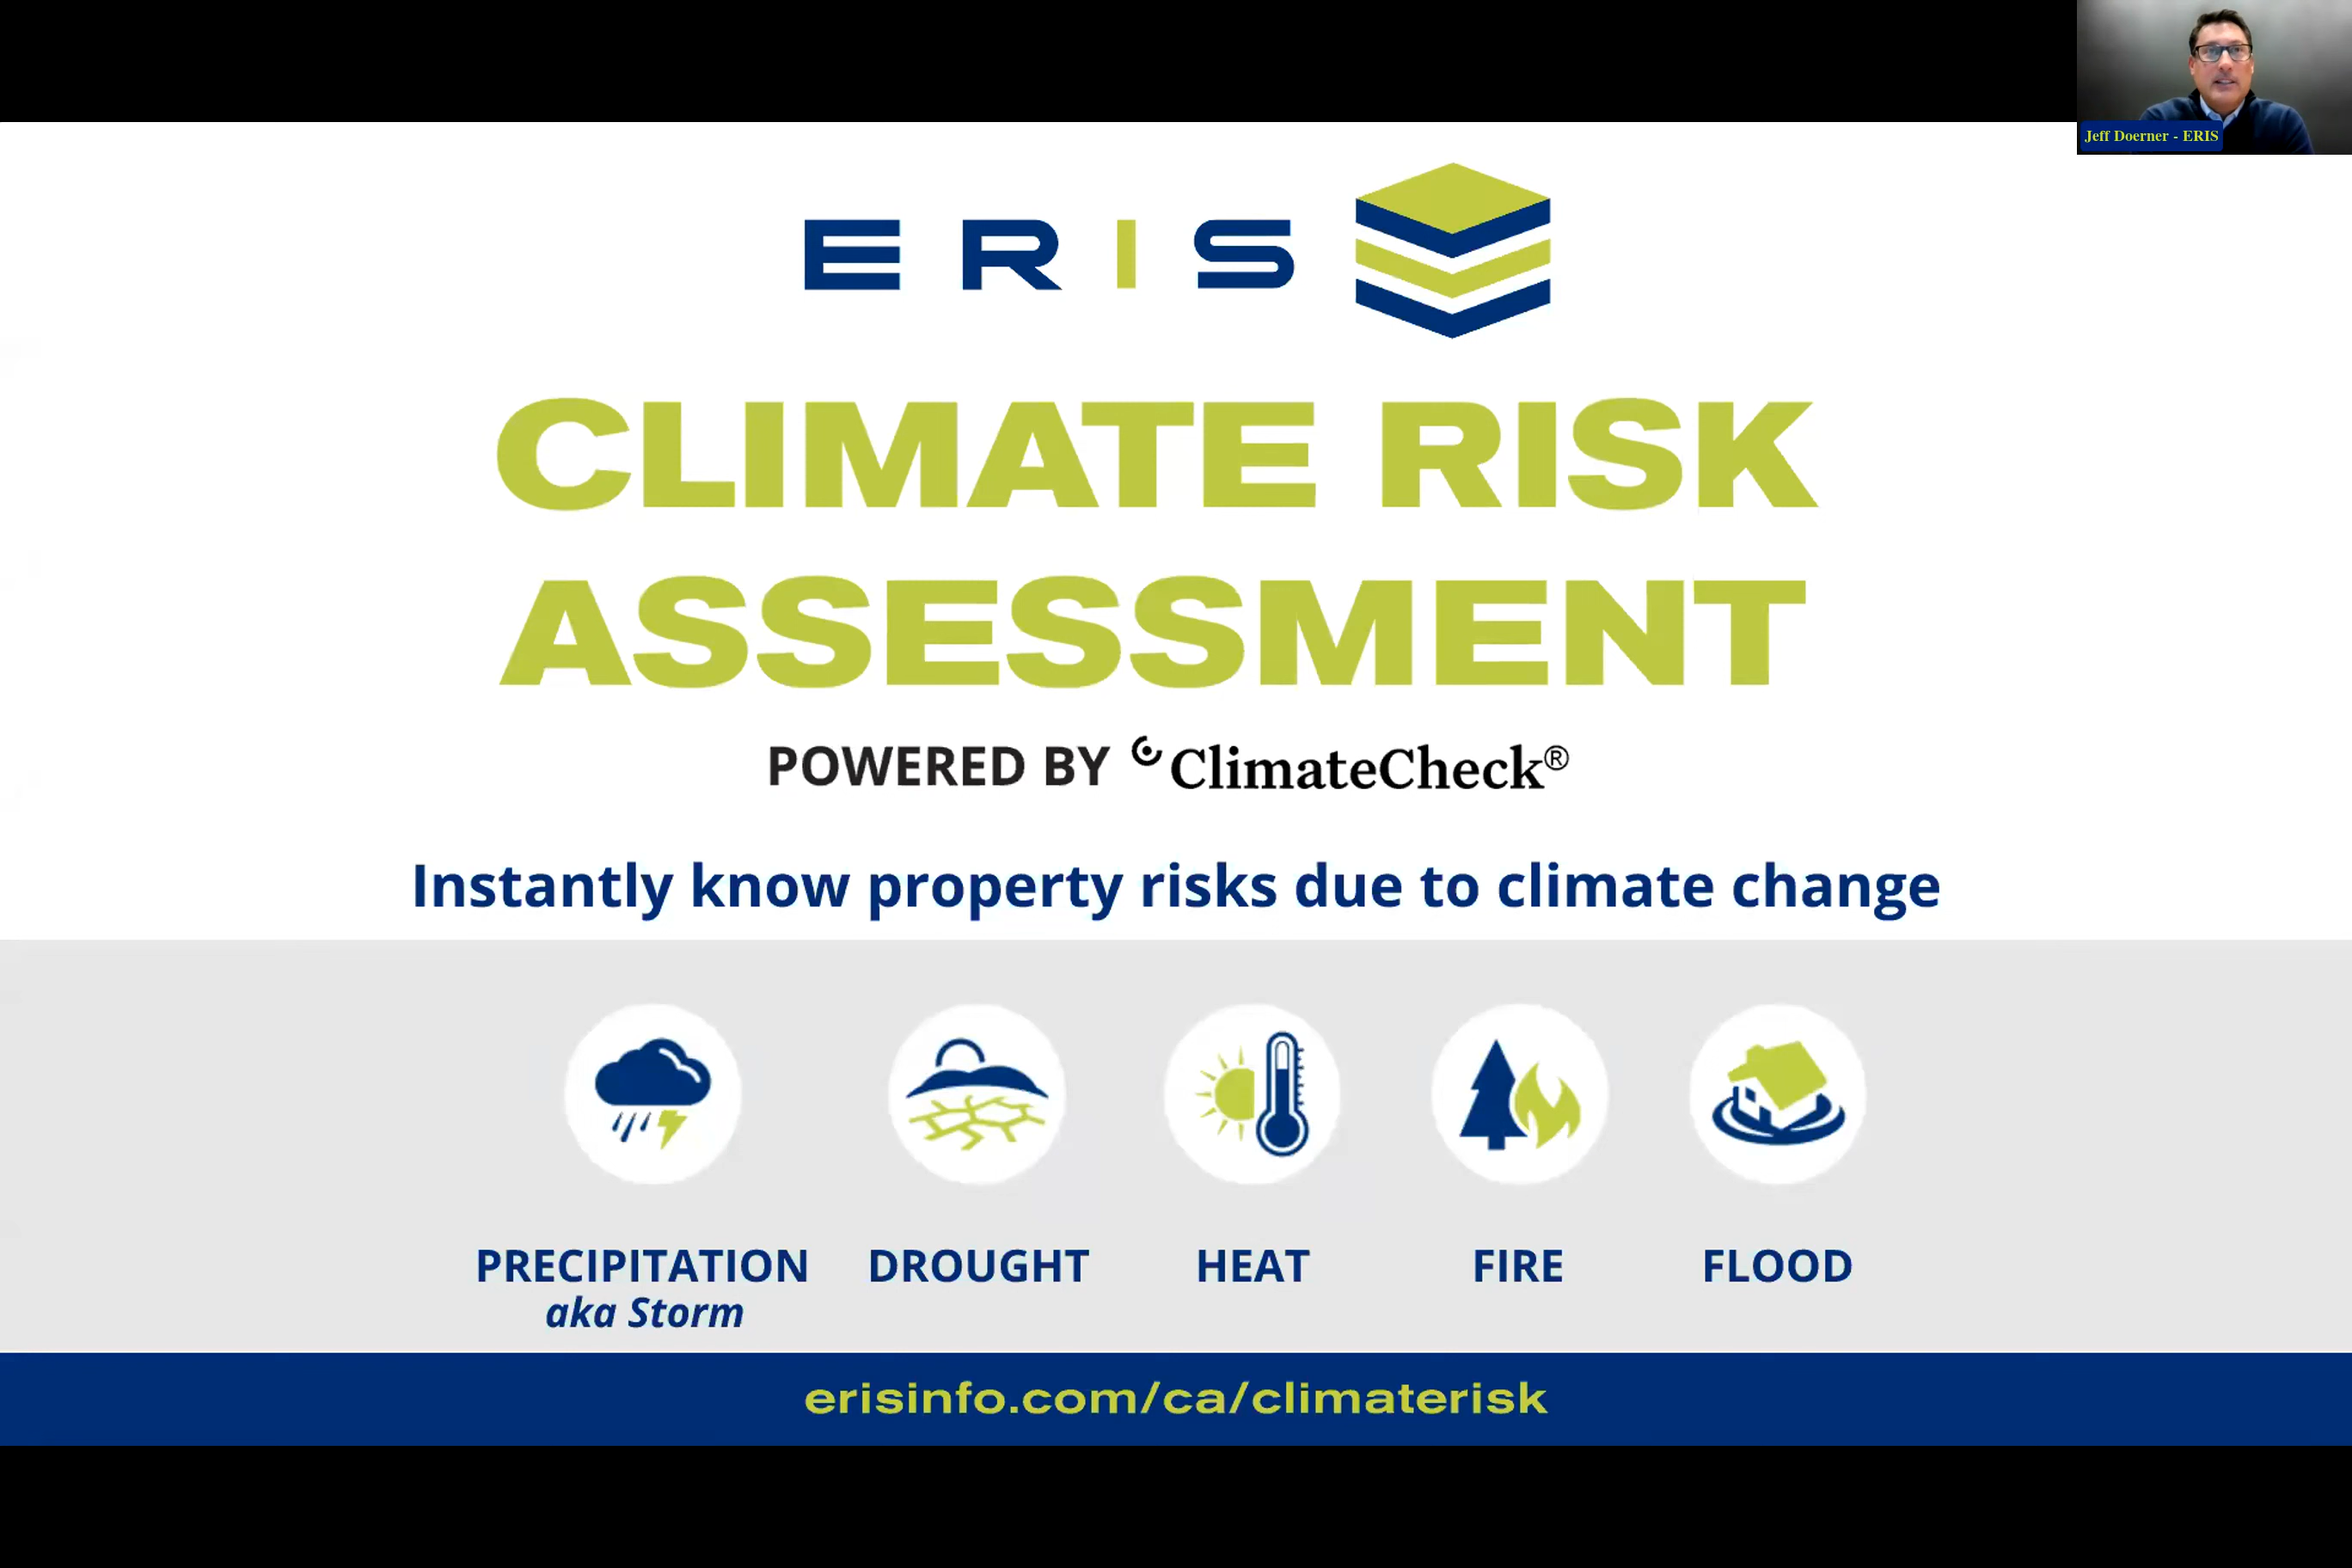 Jeff Doerner - ERIS
ERIS
CLIMATE RISK
ASSESSMENT
POWERED BY ClimateCheck®
Instantly know property risks due to climate change
PRECIPITATION
aka Storm
DROUGHT
HEAT
FIRE
FLOOD
erisinfo.com/ca/climaterisk